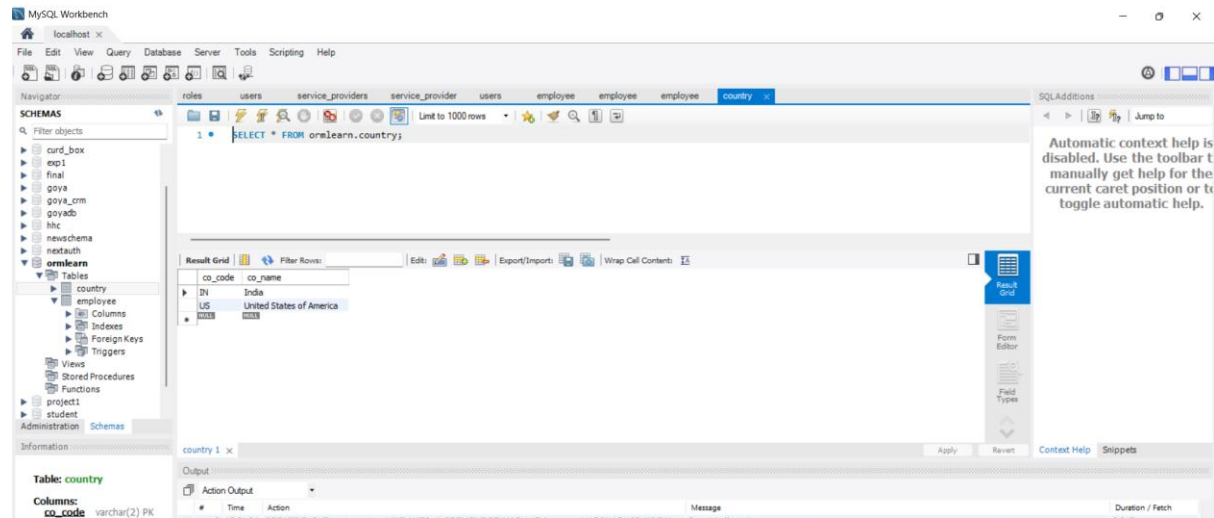 MySQL Workbench
localhost
File Edit View Query Database Server Tools Scripting Help
Navigator
SCHEMAS
Filter objects
curd_box
exp1
final
goya
goya_crm
goyadb
hhc
newschema
nextauth
ormlearn
Tables
country
employee
Columns
Indexes
Foreign Keys
Triggers
Views
Stored Procedures
Functions
project1
student
Administration Schemas
Information
Table: country
Columns:
co_code varchar(2) PK
roles users service_providers service_provider users employee employee employee country
Limit to 1000 rows
1 SELECT * FROM ormlearn.country;
Result Grid Filter Rows: Edit: Export/Import: Wrap Cell Content:
co_code co_name
IN India
US United States of America
NULL NULL
Result
Grid
Form
Editor
Field
Types
country 1 Apply Revert
Output
Action Output
# Time Action Message Duration / Fetch
SQLAdditions
Jump to
Automatic context help is
disabled. Use the toolbar t
manually get help for the
current caret position or to
toggle automatic help.
Context Help Snippets